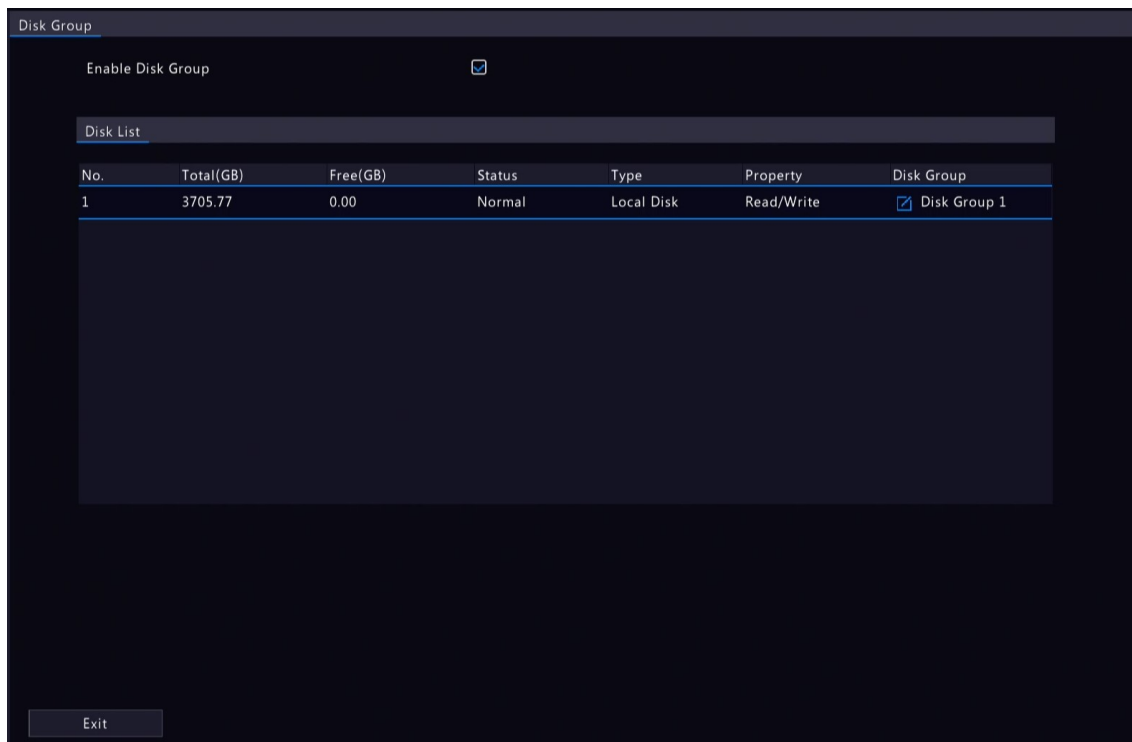 Disk Group
Enable Disk Group
Disk List
No. Total(GB) Free(GB) Status Type Property Disk Group
1 3705.77 0.00 Normal Local Disk Read/Write Disk Group 1
Exit